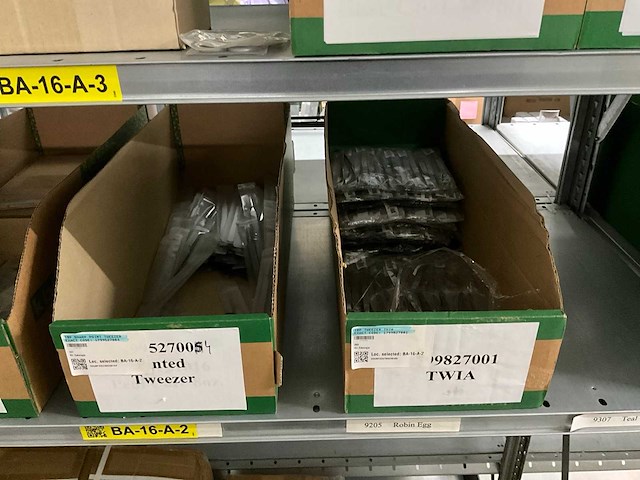 BA-16-A-3
5270054
nted
Tweezer
Loc. selected: BA-16-A-2
9827001
TWIA
Loc. selected: BA-16-A-2
BA-16-A-2
9205 Robin Egg
9307 Teal